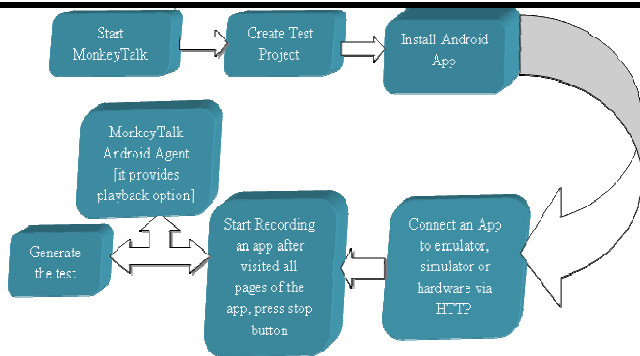 Start
MonkeyTalk
Create Test
Project
Install Android
App
MonkeyTalk
Android Agent
[it provides
playback option]
Start Recording
an app after
visited all
pages of the
app, press stop
button
Connect an App
to emulator,
simulator or
hardware via
HTTP
Generate
the test